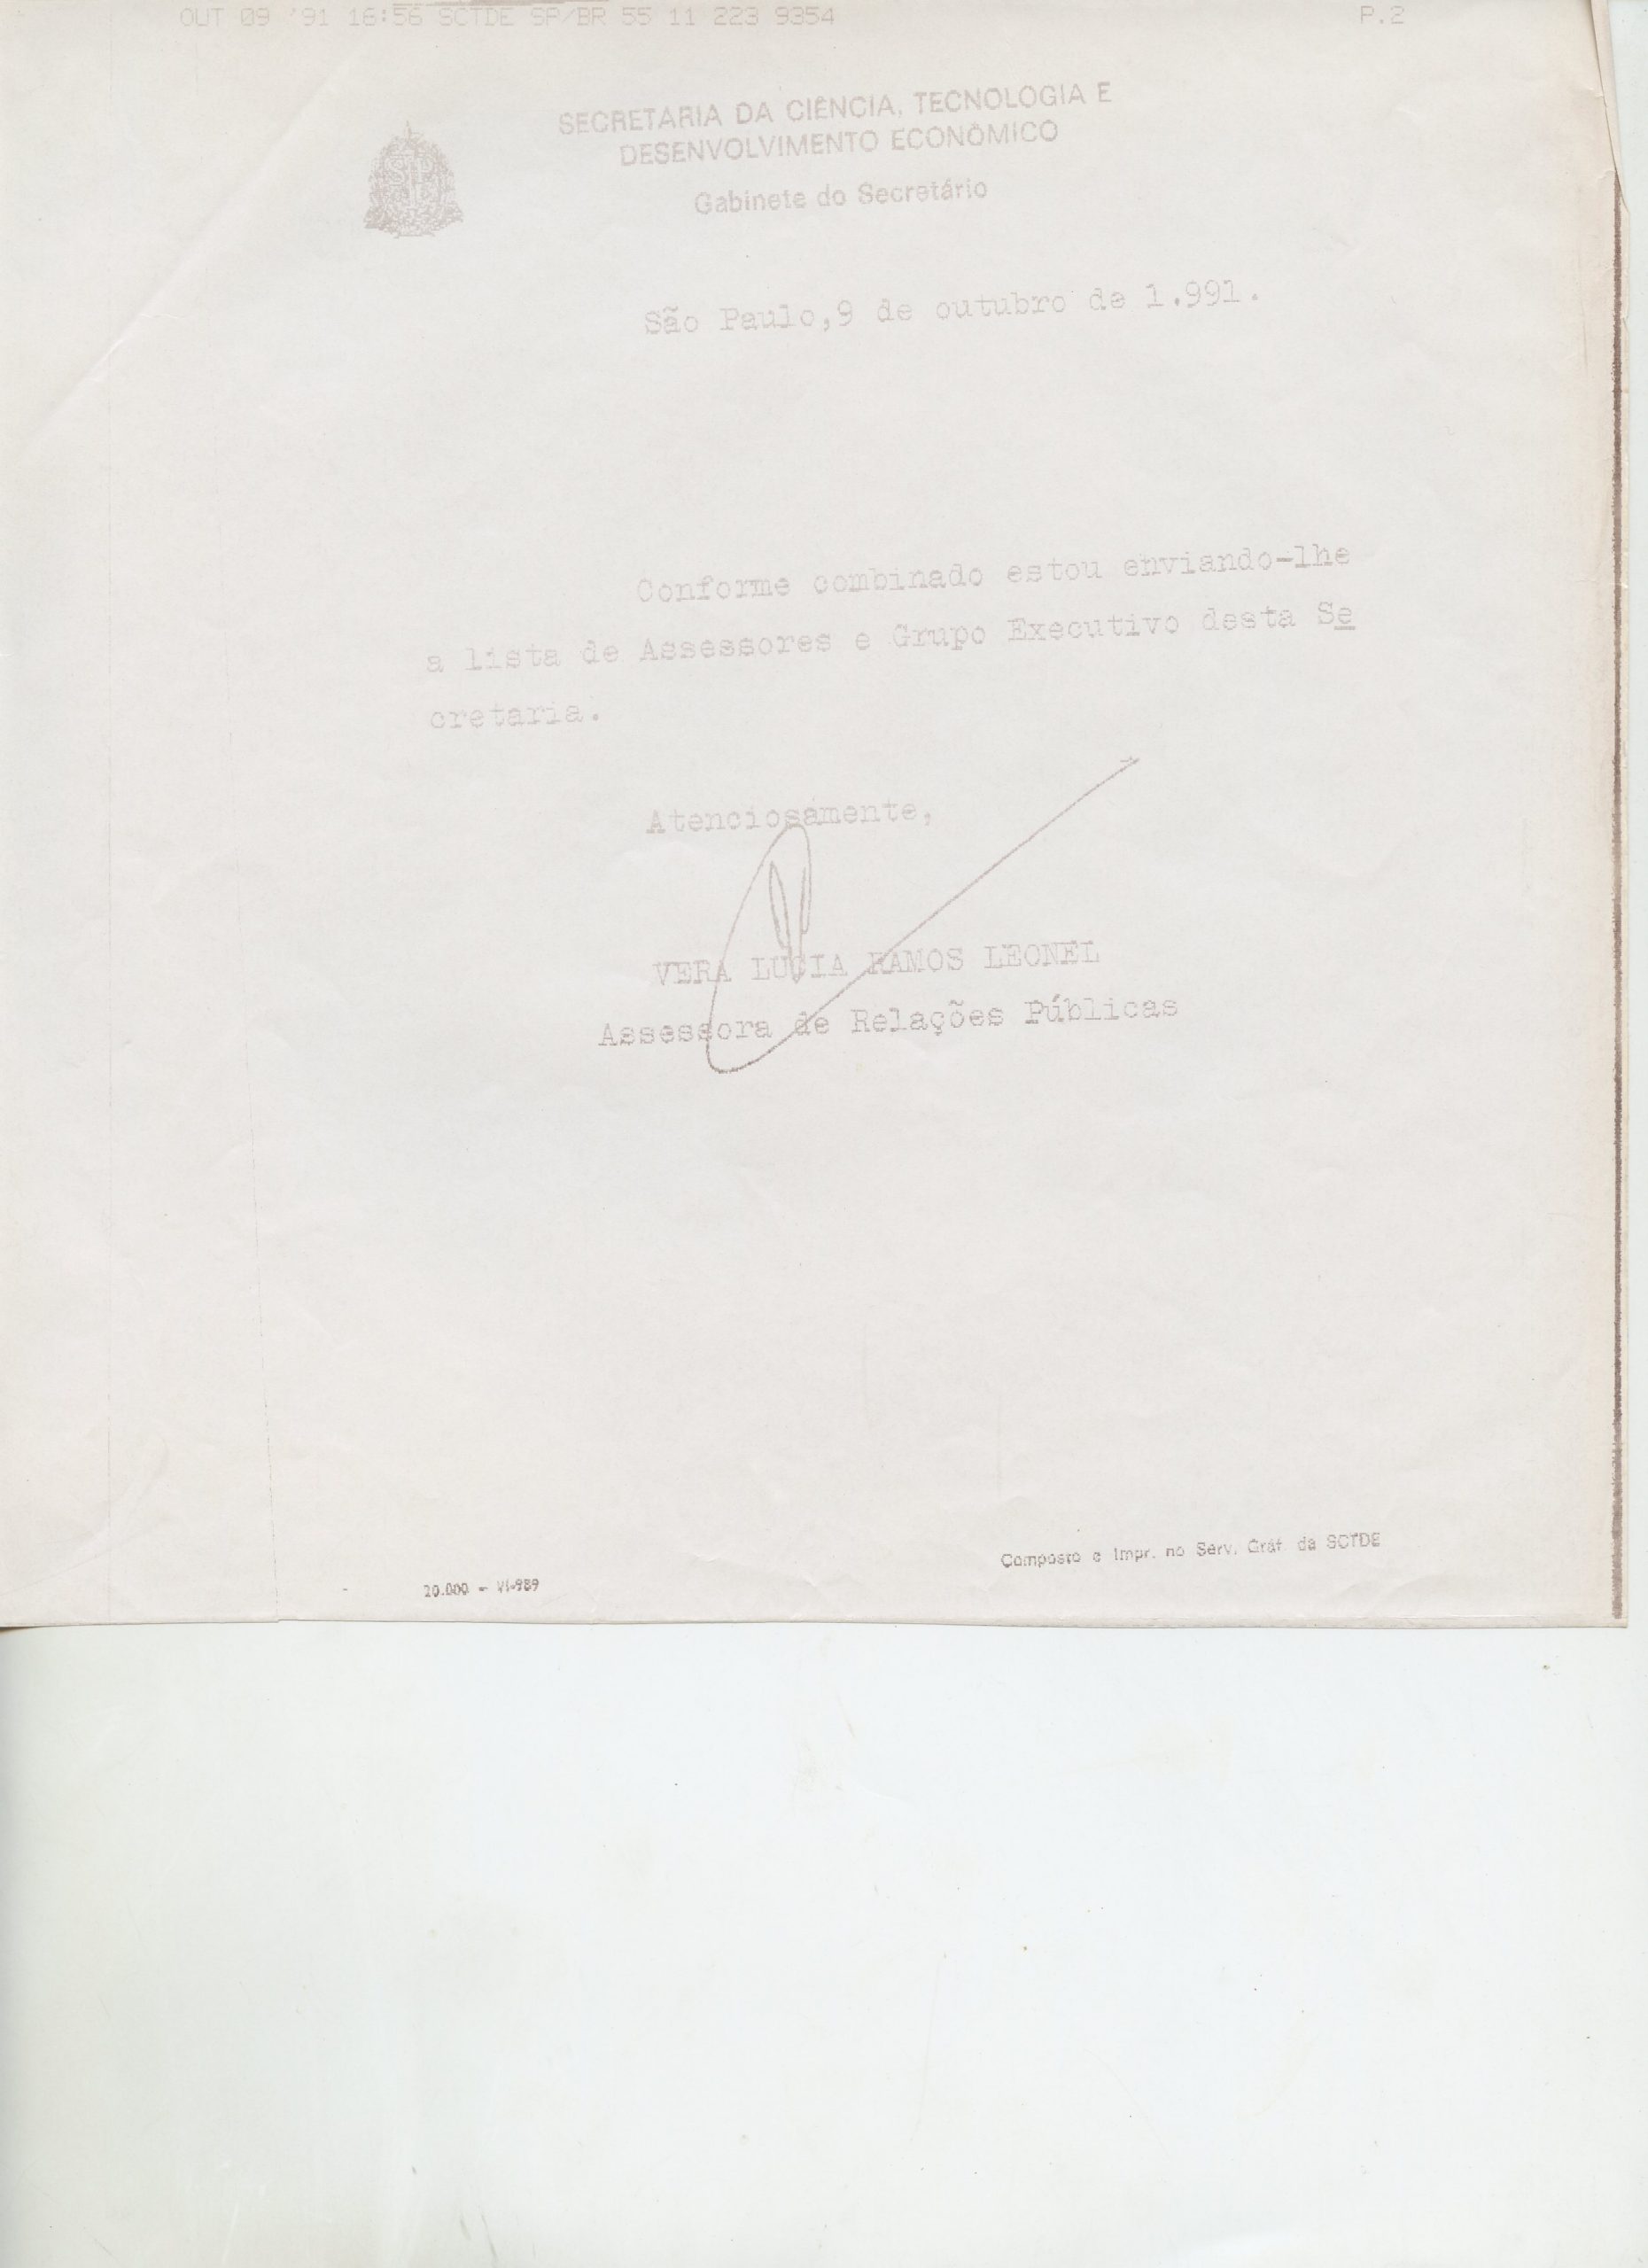 OUT 09 '91 16:56 SCTDE SP/BR 55 11 223 9354 P.2
SECRETARIA DA CIÊNCIA, TECNOLOGIA E
DESENVOLVIMENTO ECONÔMICO
Gabinete do Secretário
São Paulo,9 de outubro de 1.991.
Conforme combinado estou enviando-lhe
a lista de Assessores e Grupo Executivo desta Se
cretaria.
Atenciosamente,
VERA LUCIA RAMOS LEONEL
Assessora de Relações Públicas
Composto e Impr. no Serv. Gráf. da SCTDE
20.000 - VI-989